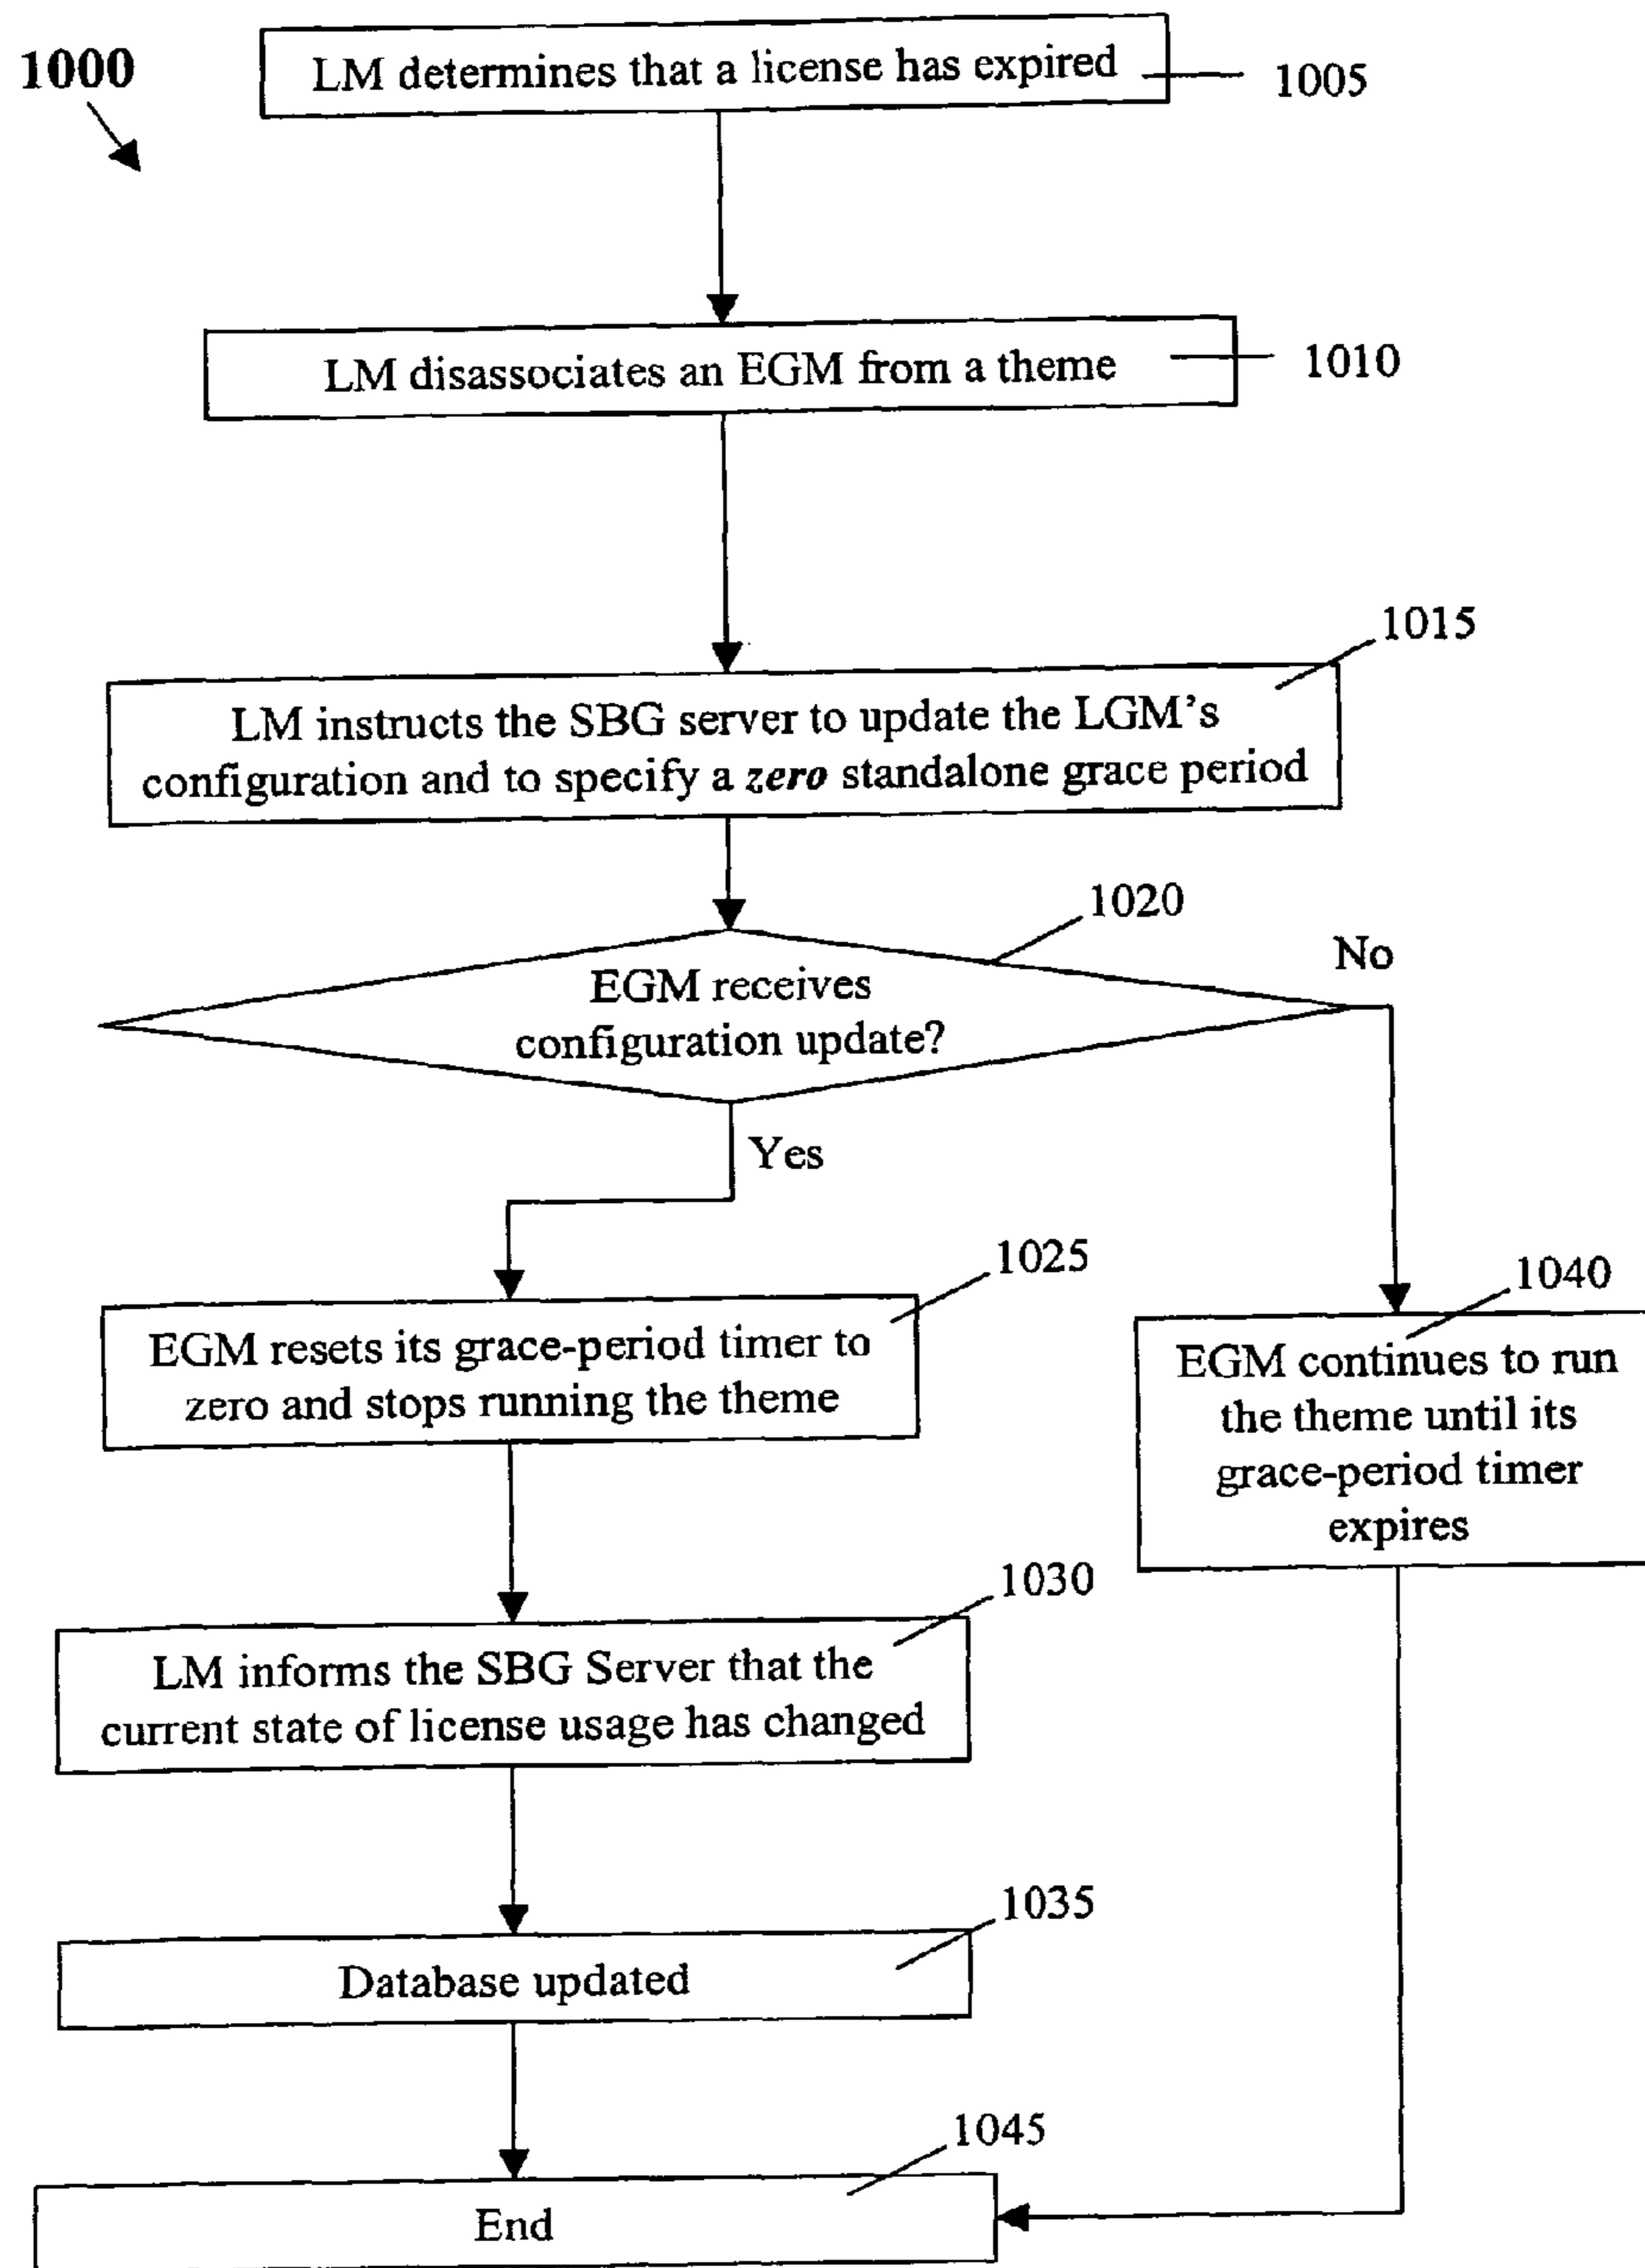 1000
LM determines that a license has expired
1005
LM disassociates an EGM from a theme
1010
1015
LM instructs the SBG server to update the LGM's
configuration and to specify a zero standalone grace period
1020
No
EGM receives
configuration update?
Yes
1025
EGM resets its grace-period timer to
zero and stops running the theme
1040
EGM continues to run
the theme until its
grace-period timer
expires
1030
LM informs the SBG Server that the
current state of license usage has changed
1035
Database updated
1045
End